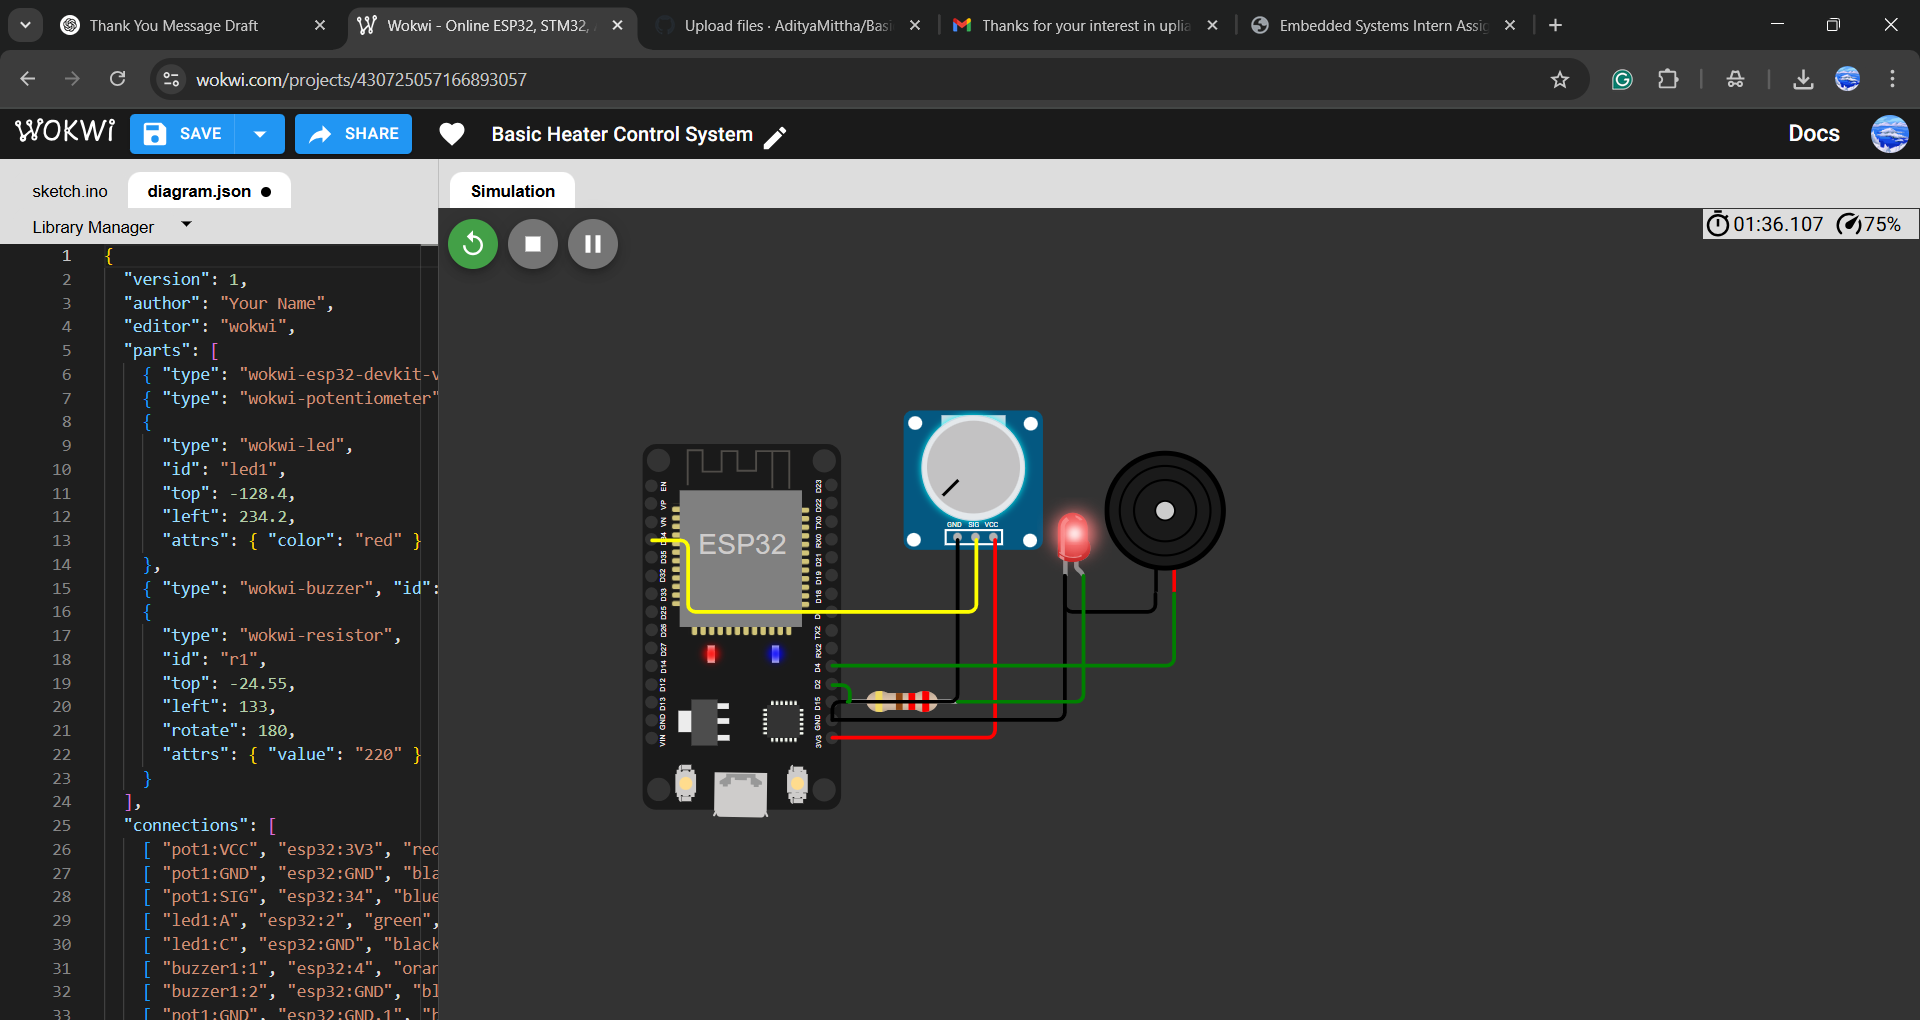 Thank You Message Draft
Wokwi - Online ESP32, STM32,
Upload files · AdityaMittha/Basi
Thanks for your interest in uplia
Embedded Systems Intern Assig
wokwi.com/projects/430725057166893057
WOKWi
SAVE
SHARE
Basic Heater Control System
Docs
sketch.ino
diagram.json ●
Library Manager
Simulation
01:36.107
75%
1 {
2 "version": 1,
3 "author": "Your Name",
4 "editor": "wokwi",
5 "parts": [
6 { "type": "wokwi-esp32-devkit-v
7 { "type": "wokwi-potentiometer"
8 {
9 "type": "wokwi-led",
10 "id": "led1",
11 "top": -128.4,
12 "left": 234.2,
13 "attrs": { "color": "red" }
14 },
15 { "type": "wokwi-buzzer", "id":
16 {
17 "type": "wokwi-resistor",
18 "id": "r1",
19 "top": -24.55,
20 "left": 133,
21 "rotate": 180,
22 "attrs": { "value": "220" }
23 }
24 ],
25 "connections": [
26 [ "pot1:VCC", "esp32:3V3", "red
27 [ "pot1:GND", "esp32:GND", "bla
28 [ "pot1:SIG", "esp32:34", "blue
29 [ "led1:A", "esp32:2", "green",
30 [ "led1:C", "esp32:GND", "black
31 [ "buzzer1:1", "esp32:4", "oran
32 [ "buzzer1:2", "esp32:GND", "bl
33 [ "pot1:GND", "esp32:GND.1", "
GND SIG VCC
ESP32
EN
VP
VN
D34
D35
D32
D33
D25
D26
D27
D14
D12
D13
GND
VIN
D23
D22
TX0
RX0
D21
D19
D18
TX2
RX2
D4
D2
D15
GND
3V3